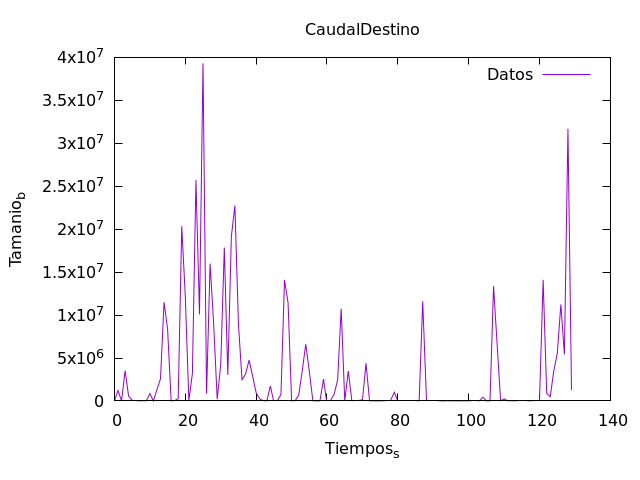 CaudalDestino
Datos
4x10^7
3.5x10^7
3x10^7
2.5x10^7
2x10^7
1.5x10^7
1x10^7
5x10^6
0
Tamanio_b
0 20 40 60 80 100 120 140
Tiempos_s